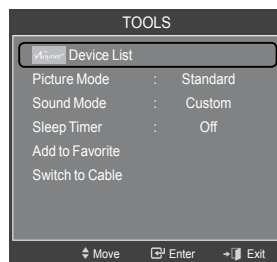 TOOLS
Anynet+ Device List
Picture Mode : Standard
Sound Mode : Custom
Sleep Timer : Off
Add to Favorite
Switch to Cable
Move Enter Exit